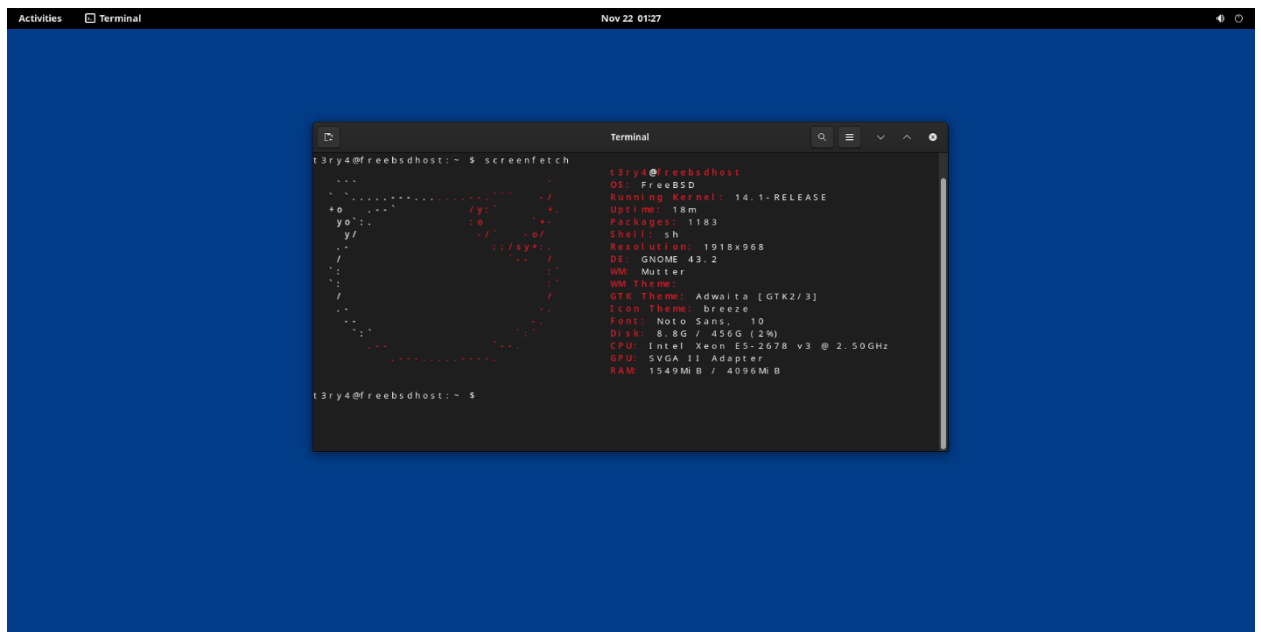 Activities Terminal Nov 22 01:27
Terminal
t3ry4@freebsdhost:~ $ screenfetch
t3ry4@freebsdhost
OS: FreeBSD
Running Kernel: 14.1-RELEASE
Uptime: 18m
Packages: 1183
Shell: sh
Resolution: 1918x968
DE: GNOME 43.2
WM: Mutter
WM Theme:
GTK Theme: Adwaita [GTK2/3]
Icon Theme: breeze
Font: Noto Sans, 10
Disk: 8.8G / 456G (2%)
CPU: Intel Xeon E5-2678 v3 @ 2.50GHz
GPU: SVGA II Adapter
RAM: 1549MiB / 4096MiB
t3ry4@freebsdhost:~ $